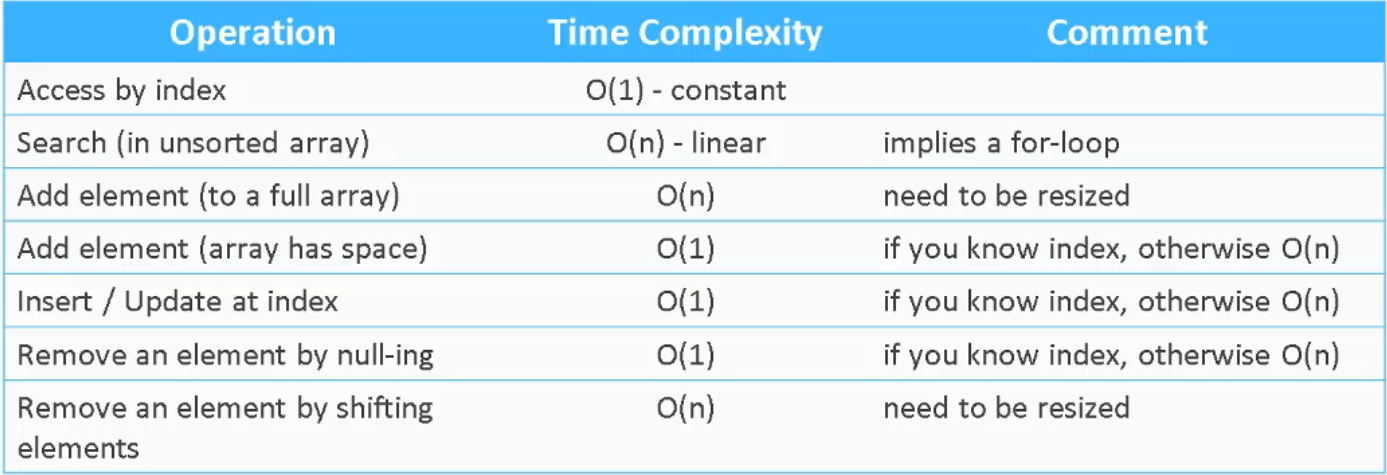 Operation Time Complexity Comment
Access by index O(1) - constant
Search (in unsorted array) O(n) - linear implies a for-loop
Add element (to a full array) O(n) need to be resized
Add element (array has space) O(1) if you know index, otherwise O(n)
Insert / Update at index O(1) if you know index, otherwise O(n)
Remove an element by null-ing O(1) if you know index, otherwise O(n)
Remove an element by shifting O(n) need to be resized
elements